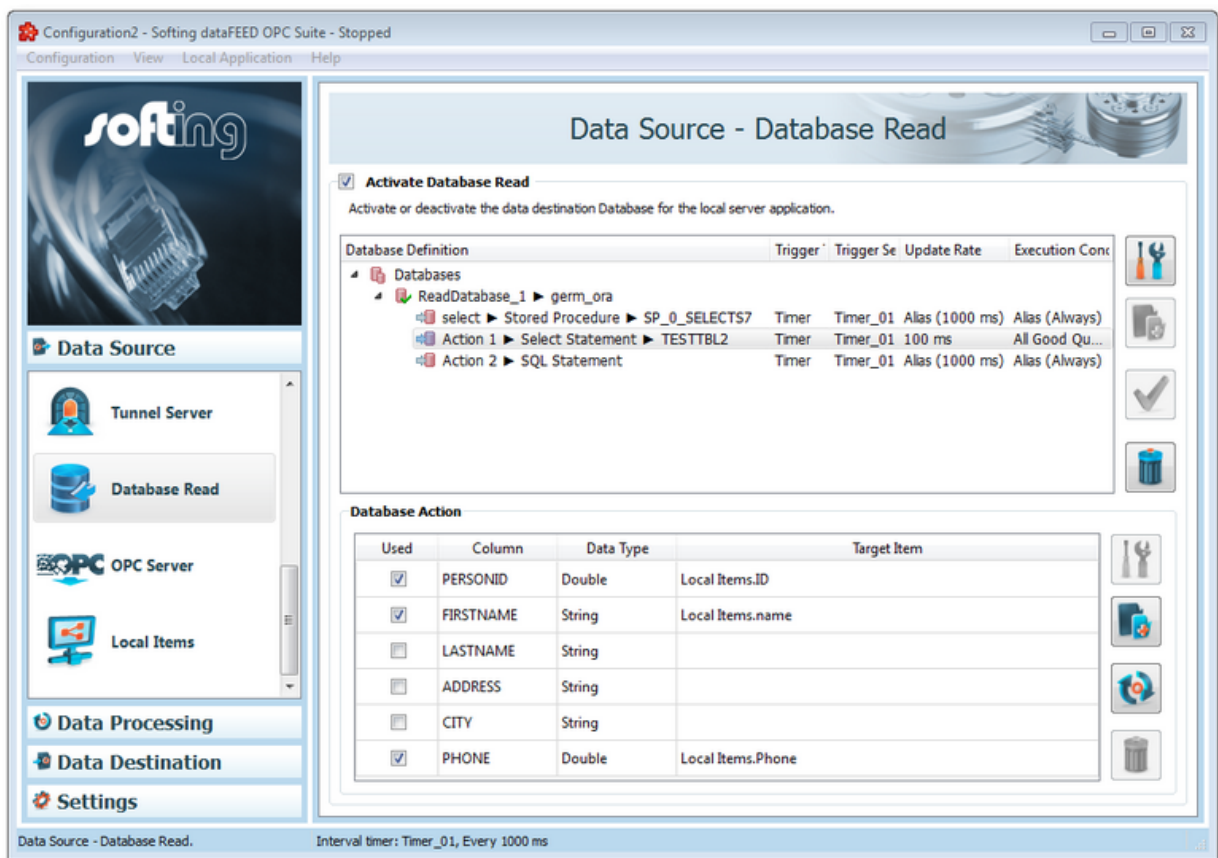 Configuration2 - Softing dataFEED OPC Suite - Stopped
Configuration View Local Application Help
softing
Data Source
Tunnel Server
Database Read
OPC OPC Server
Local Items
Data Processing
Data Destination
Settings
Data Source - Database Read
Activate Database Read
Activate or deactivate the data destination Database for the local server application.
Database Definition Trigger Trigger Se Update Rate Execution Conc
Databases
ReadDatabase_1 ► germ_ora
select ► Stored Procedure ► SP_0_SELECTS7 Timer Timer_01 Alias (1000 ms) Alias (Always)
Action 1 ► Select Statement ► TESTTBL2 Timer Timer_01 100 ms All Good Qu...
Action 2 ► SQL Statement Timer Timer_01 Alias (1000 ms) Alias (Always)
Database Action
Used Column Data Type Target Item
PERSONID Double Local Items.ID
FIRSTNAME String Local Items.name
LASTNAME String
ADDRESS String
CITY String
PHONE Double Local Items.Phone
Data Source - Database Read. Interval timer: Timer_01, Every 1000 ms